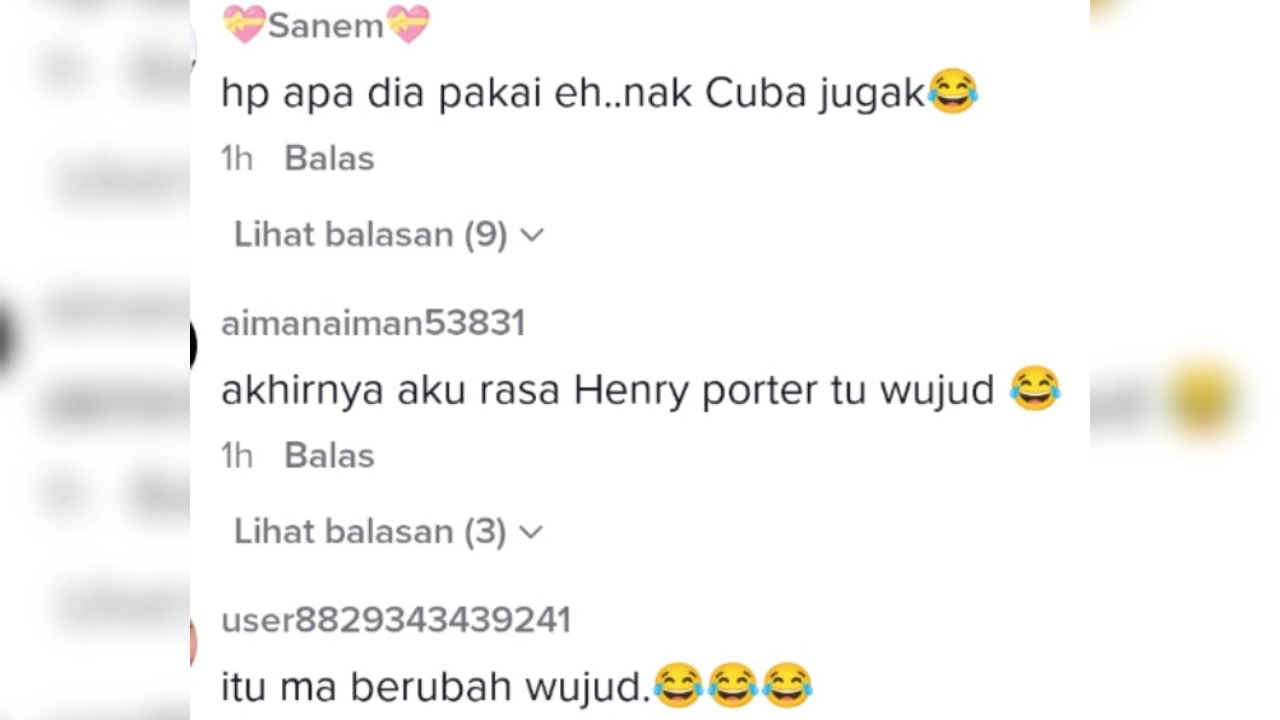 💝Sanem💝
hp apa dia pakai eh..nak Cuba jugak😂
1h Balas
Lihat balasan (9)
aimanaiman53831
akhirnya aku rasa Henry porter tu wujud 😂
1h Balas
Lihat balasan (3)
user8829343439241
itu ma berubah wujud.😂😂😂